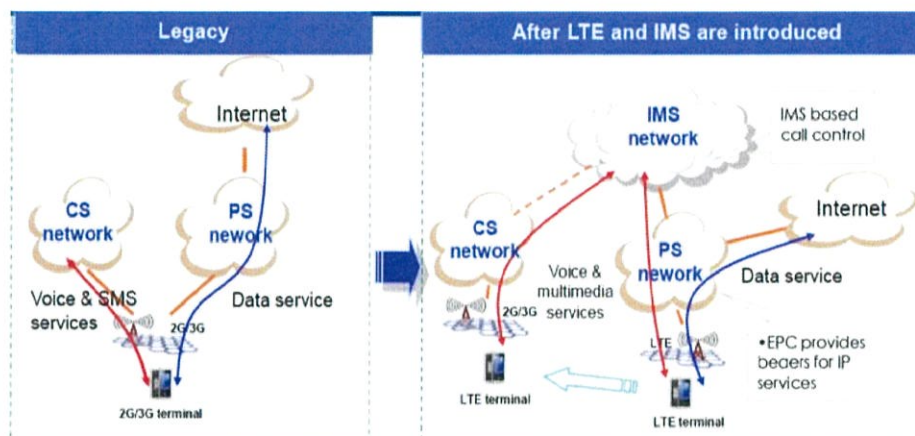 Legacy
Internet
CS
network
PS
nework
Voice & SMS
services
2G/3G
Data service
2G/3G terminal
After LTE and IMS are introduced
IMS
network
IMS based
call control
CS
network
Internet
PS
nework
Voice &
multimedia
services
Data service
2G/3G
LTE
•EPC provides
bearers for IP
services
LTE terminal
LTE terminal